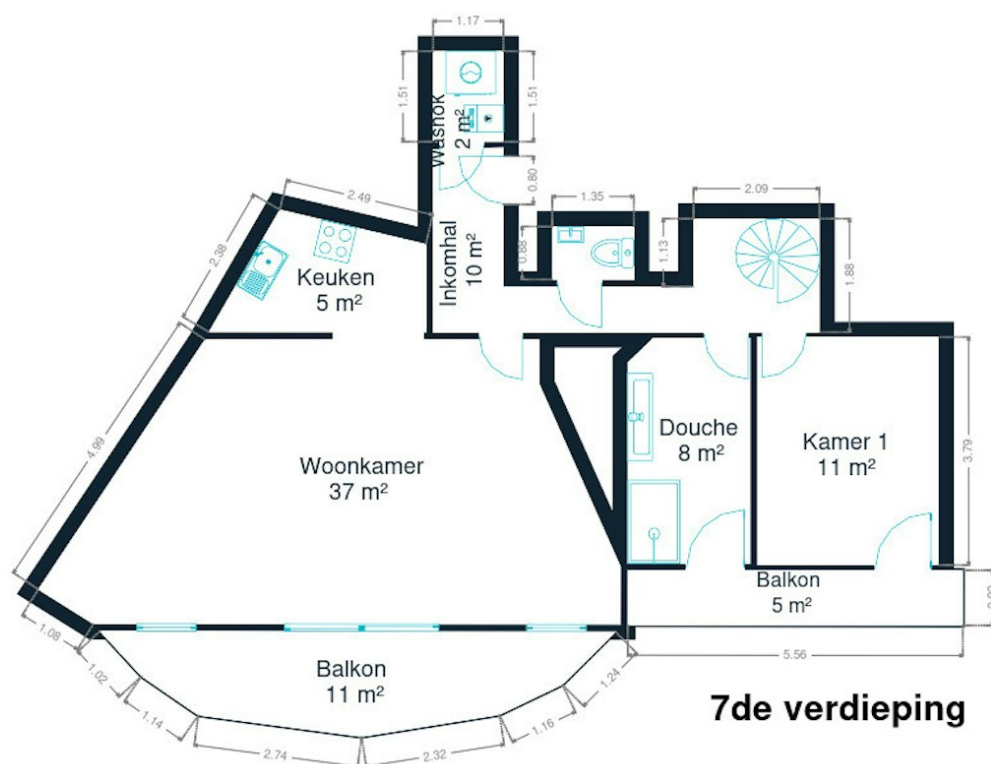 1.17
1.51
1.51
Washok
2 m²
0.80
2.49
1.35
2.09
2.38
0.88
1.13
1.88
Keuken
5 m²
Inkomhal
10 m²
4.99
3.79
Woonkamer
37 m²
Douche
8 m²
Kamer 1
11 m²
Balkon
5 m²
1.08
1.02
1.14
2.74
2.32
1.16
1.24
5.56
Balkon
11 m²
7de verdieping